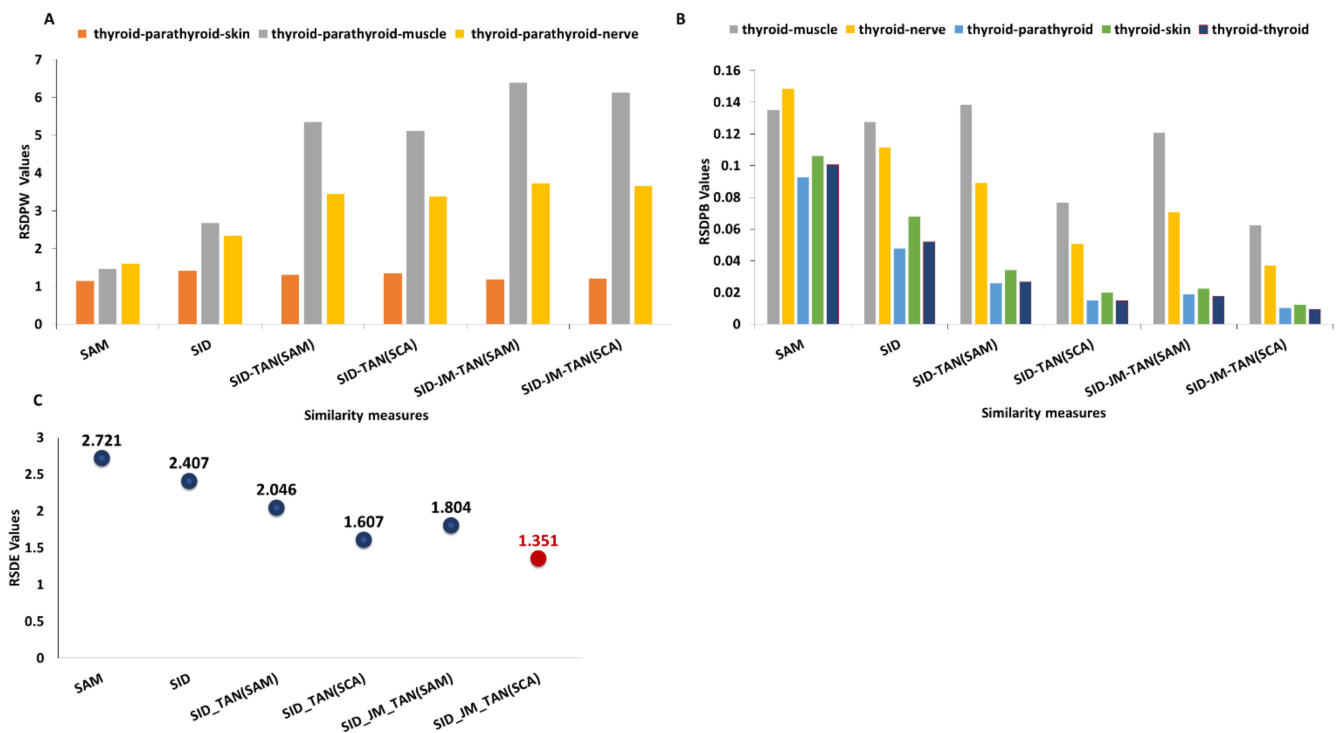 A
thyroid-parathyroid-skin thyroid-parathyroid-muscle thyroid-parathyroid-nerve
RSDPW Values
7
6
5
4
3
2
1
0
SAM SID SID-TAN(SAM) SID-TAN(SCA) SID-JM-TAN(SAM) SID-JM-TAN(SCA)
Similarity measures
B
thyroid-muscle thyroid-nerve thyroid-parathyroid thyroid-skin thyroid-thyroid
RSDPB Values
0.16
0.14
0.12
0.1
0.08
0.06
0.04
0.02
0
SAM SID SID-TAN(SAM) SID-TAN(SCA) SID-JM-TAN(SAM) SID-JM-TAN(SCA)
Similarity measures
C
RSDE Values
3
2.5
2
1.5
1
0.5
0
2.721 2.407 2.046 1.607 1.804 1.351
SAM SID SID_TAN(SAM) SID_TAN(SCA) SID_JM_TAN(SAM) SID_JM_TAN(SCA)